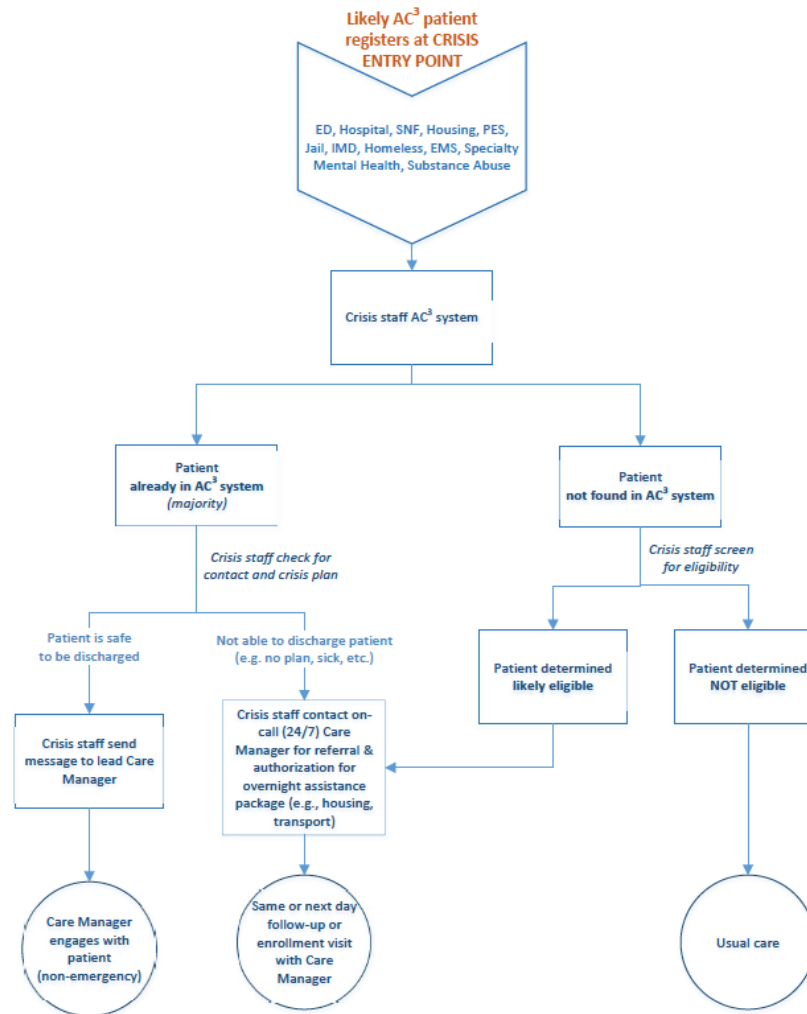 Likely AC³ patient
registers at CRISIS
ENTRY POINT
ED, Hospital, SNF, Housing, PES,
Jail, IMD, Homeless, EMS, Specialty
Mental Health, Substance Abuse
Crisis staff AC³ system
Patient
already in AC³ system
(majority)
Patient
not found in AC³ system
Crisis staff check for
contact and crisis plan
Crisis staff screen
for eligibility
Patient is safe
to be discharged
Not able to discharge patient
(e.g. no plan, sick, etc.)
Patient determined
likely eligible
Patient determined
NOT eligible
Crisis staff send
message to lead Care
Manager
Crisis staff contact on-
call (24/7) Care
Manager for referral &
authorization for
overnight assistance
package (e.g., housing,
transport)
Care Manager
engages with
patient
(non-emergency)
Same or next day
follow-up or
enrollment visit
with Care
Manager
Usual care